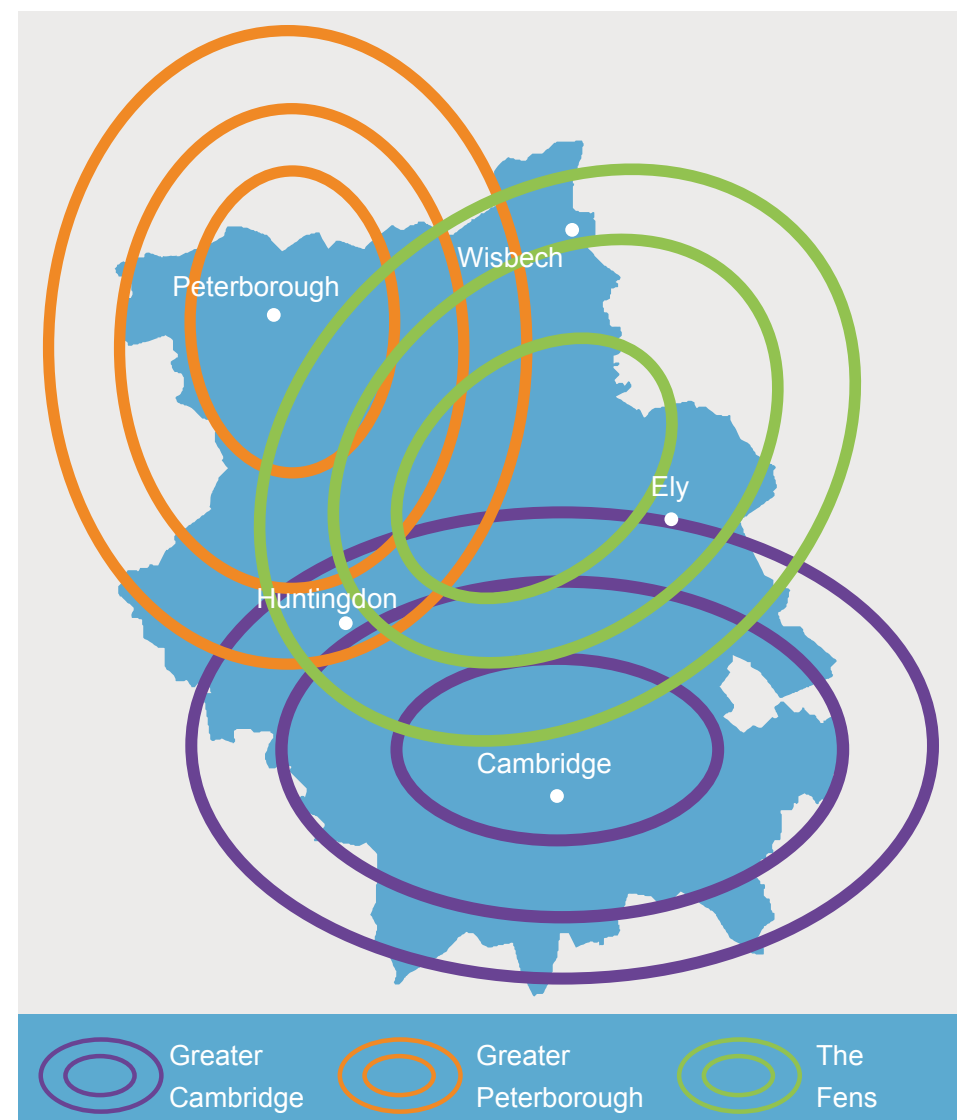 Wisbech
Peterborough
Ely
Huntingdon
Cambridge
Greater
Cambridge
Greater
Peterborough
The
Fens